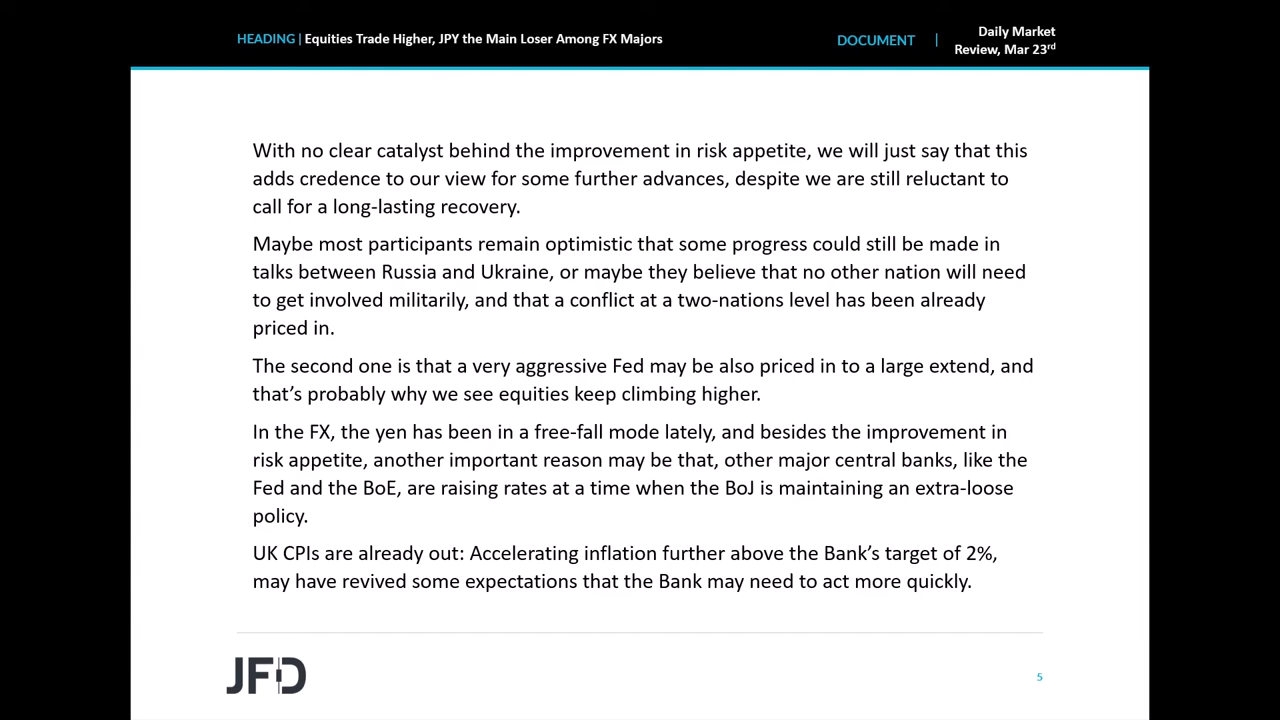 HEADING | Equities Trade Higher, JPY the Main Loser Among FX Majors
DOCUMENT |
Daily Market
Review, Mar 23rd
With no clear catalyst behind the improvement in risk appetite, we will just say that this
adds credence to our view for some further advances, despite we are still reluctant to
call for a long-lasting recovery.
Maybe most participants remain optimistic that some progress could still be made in
talks between Russia and Ukraine, or maybe they believe that no other nation will need
to get involved militarily, and that a conflict at a two-nations level has been already
priced in.
The second one is that a very aggressive Fed may be also priced in to a large extend, and
that's probably why we see equities keep climbing higher.
In the FX, the yen has been in a free-fall mode lately, and besides the improvement in
risk appetite, another important reason may be that, other major central banks, like the
Fed and the BoE, are raising rates at a time when the BoJ is maintaining an extra-loose
policy.
UK CPIs are already out: Accelerating inflation further above the Bank's target of 2%,
may have revived some expectations that the Bank may need to act more quickly.
JFD
5